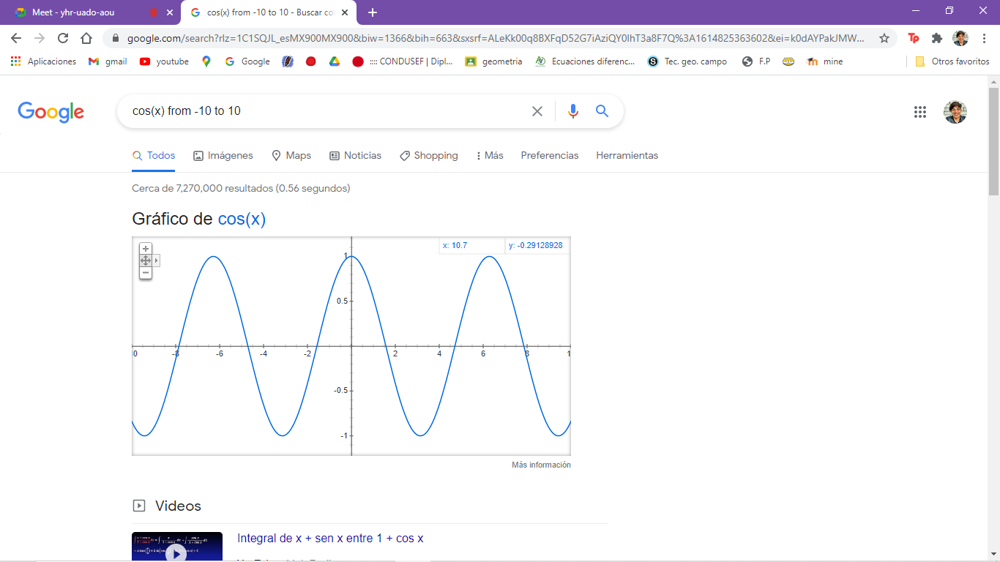 Meet - yhr-uado-aou
cos(x) from -10 to 10 - Buscar co
google.com/search?rlz=1C1SQJL_esMX900MX900&biw=1366&bih=663&sxsrf=ALeKk00q8BXFqD52G7iAziQY0IhT3a8F7Q%3A1614825363602&ei=k0dAYPakJMW...
Tp
Aplicaciones gmail youtube Google :::: CONDUSEF | Dipl... geometria Ecuaciones diferenc... Tec. geo. campo F.P mine Otros favoritos
Google
cos(x) from -10 to 10
Todos Imágenes Maps Noticias Shopping Más Preferencias Herramientas
Cerca de 7,270,000 resultados (0.56 segundos)
Gráfico de cos(x)
x: 10.7 y: -0.29128928
1
0.5
0 -8 -6 -4 -2 2 4 6 8 1
-0.5
-1
Más información
Videos
Integral de x + sen x entre 1 + cos x